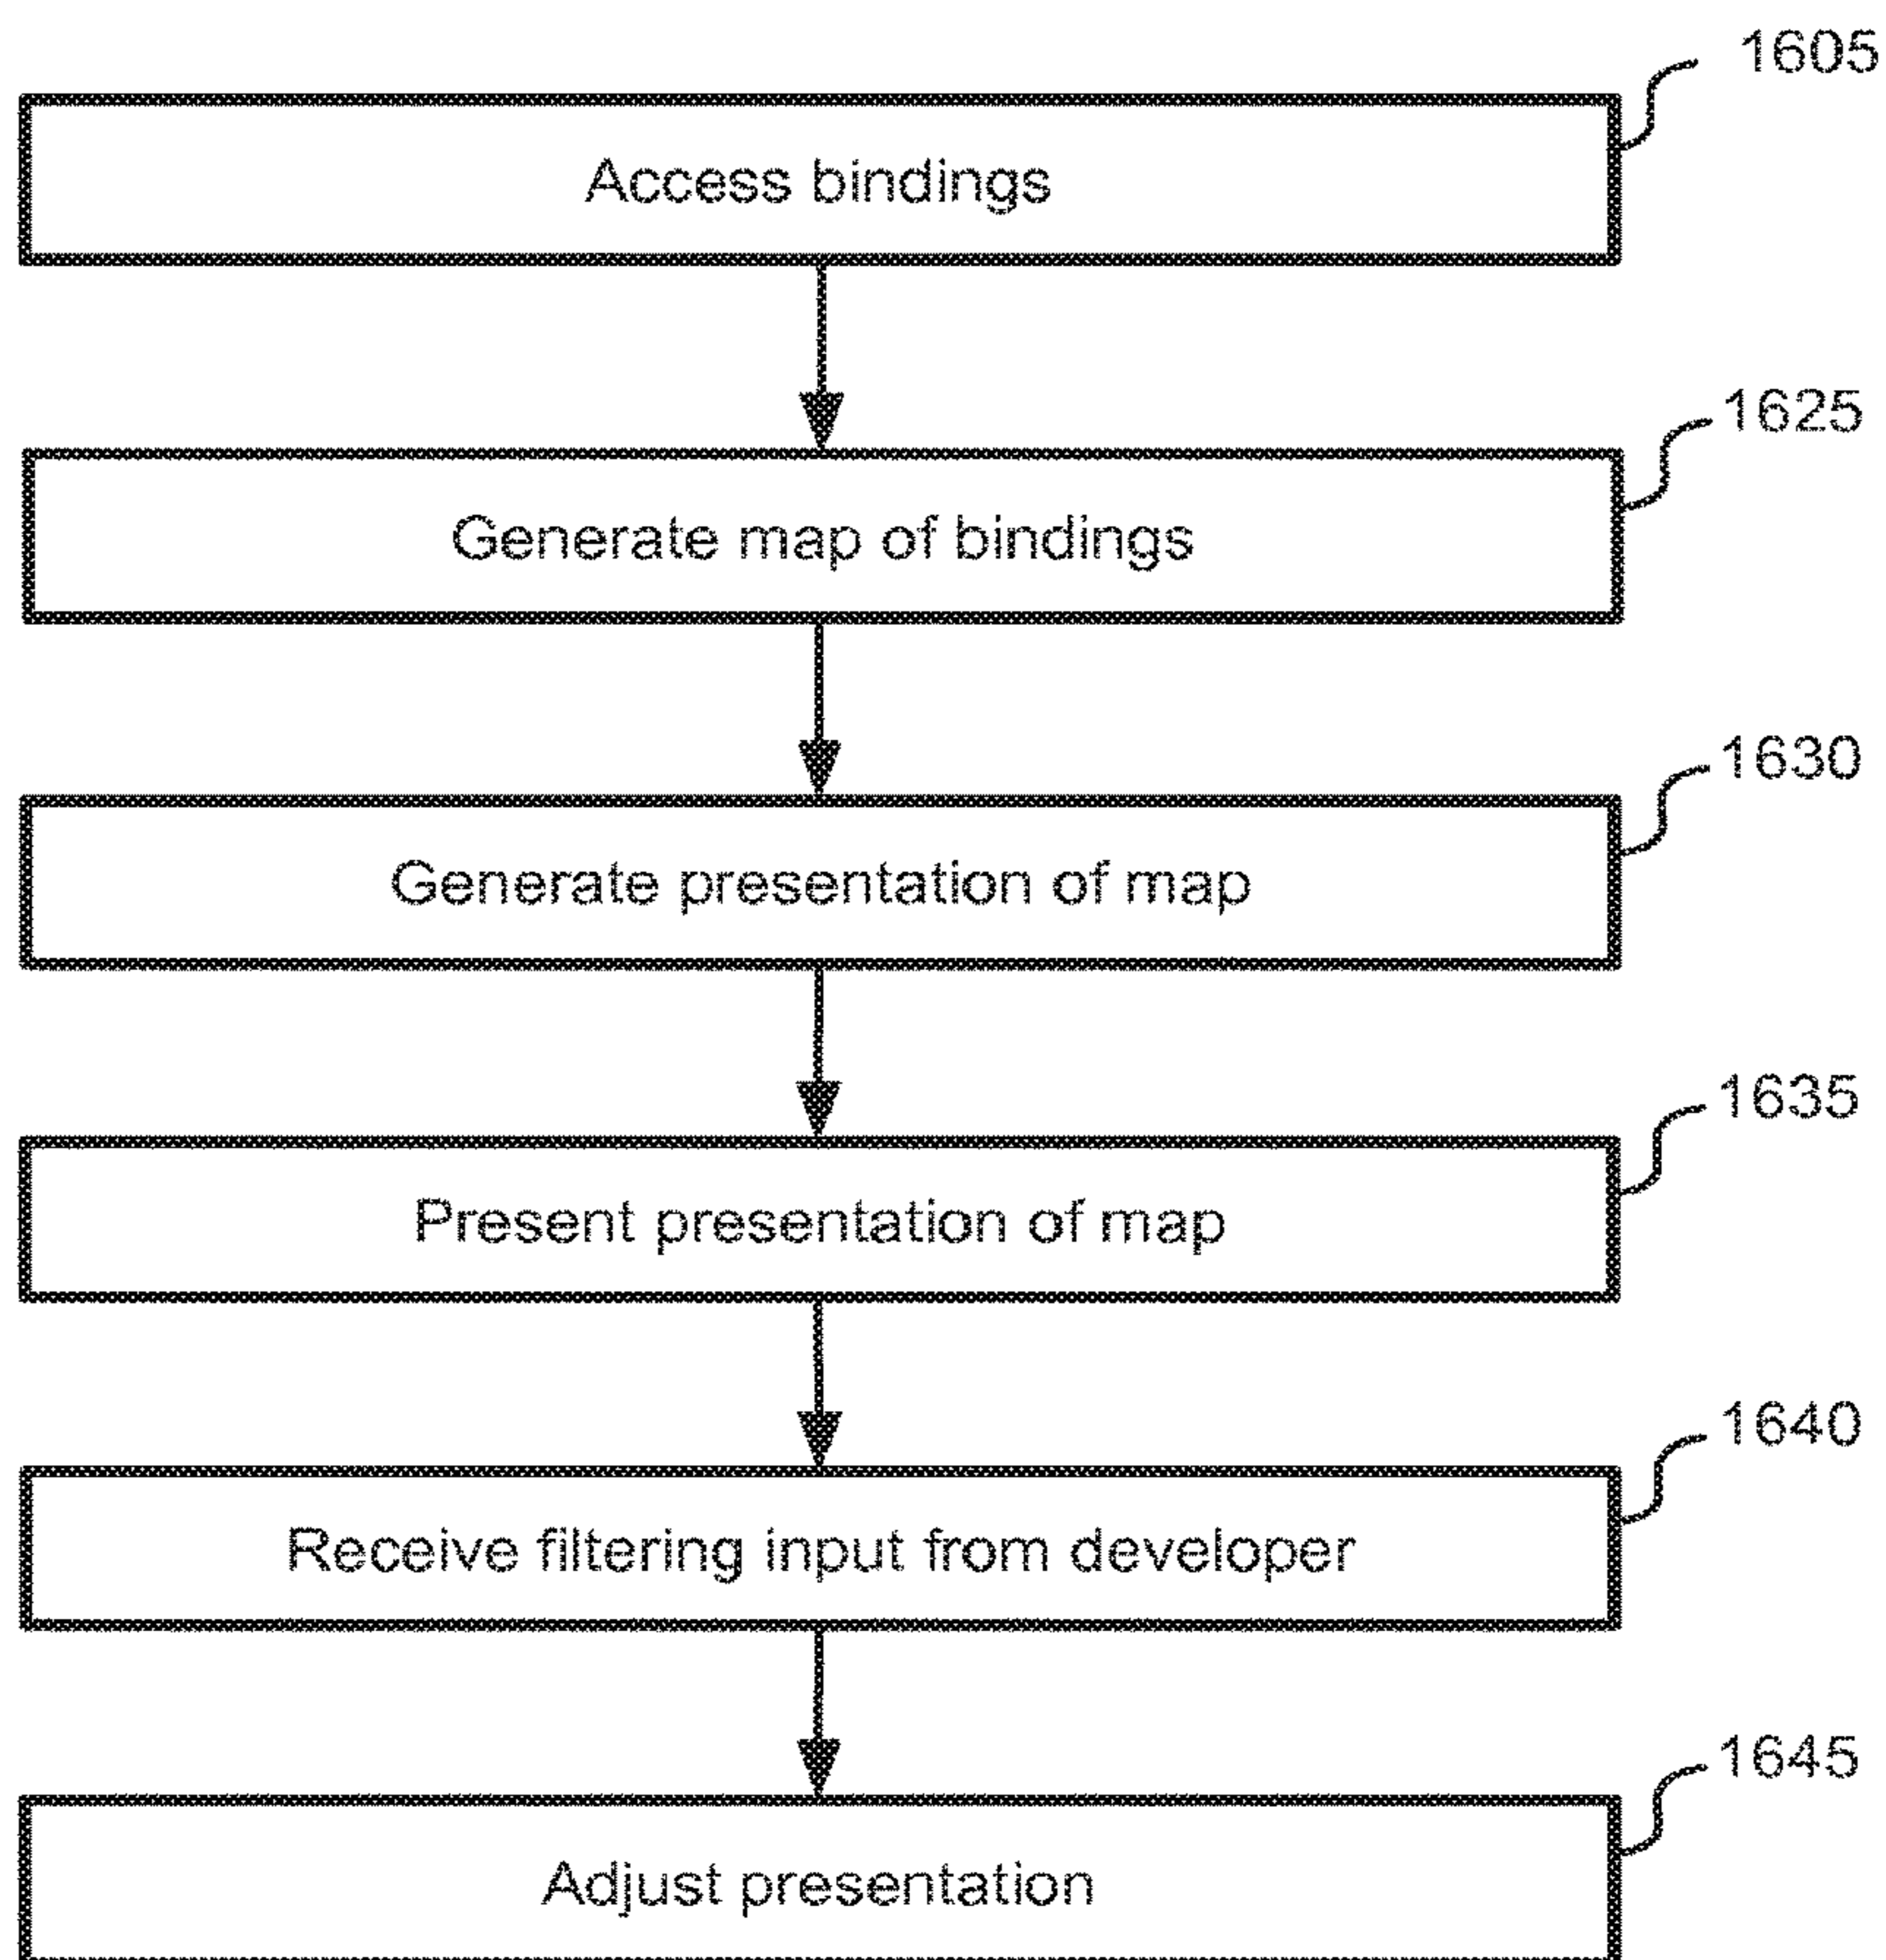 1605
Access bindings
1625
Generate map of bindings
1630
Generate presentation of map
1635
Present presentation of map
1640
Receive filtering input from developer
1645
Adjust presentation